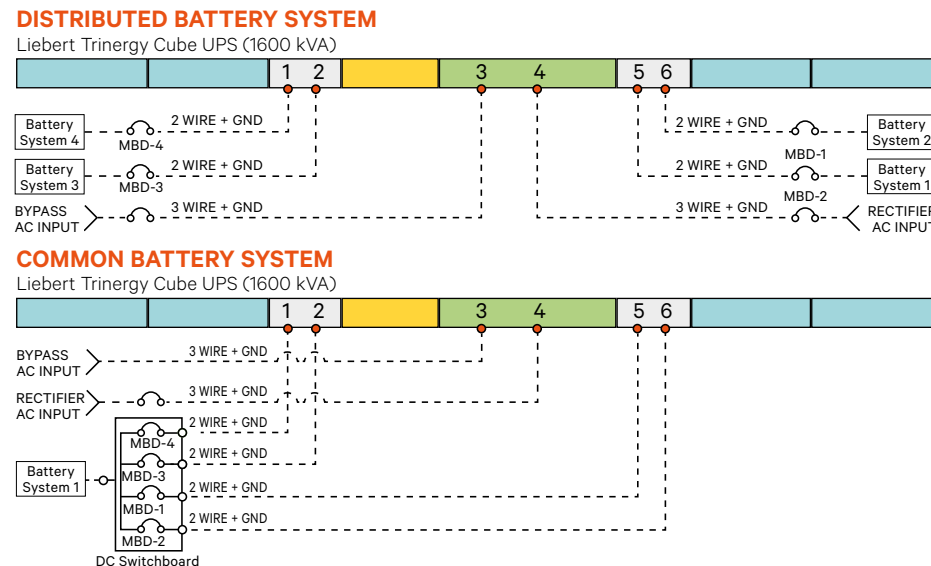 DISTRIBUTED BATTERY SYSTEM
Liebert Trinergy Cube UPS (1600 kVA)
1 2 3 4 5 6
Battery
System 4
MBD-4
2 WIRE + GND
Battery
System 3
MBD-3
2 WIRE + GND
BYPASS
AC INPUT
3 WIRE + GND
2 WIRE + GND
MBD-1
Battery
System 2
2 WIRE + GND
MBD-2
Battery
System 1
3 WIRE + GND
RECTIFIER
AC INPUT
COMMON BATTERY SYSTEM
Liebert Trinergy Cube UPS (1600 kVA)
1 2 3 4 5 6
BYPASS
AC INPUT
3 WIRE + GND
RECTIFIER
AC INPUT
3 WIRE + GND
2 WIRE + GND
MBD-4
2 WIRE + GND
Battery
System 1
MBD-3
2 WIRE + GND
MBD-1
2 WIRE + GND
MBD-2
DC Switchboard